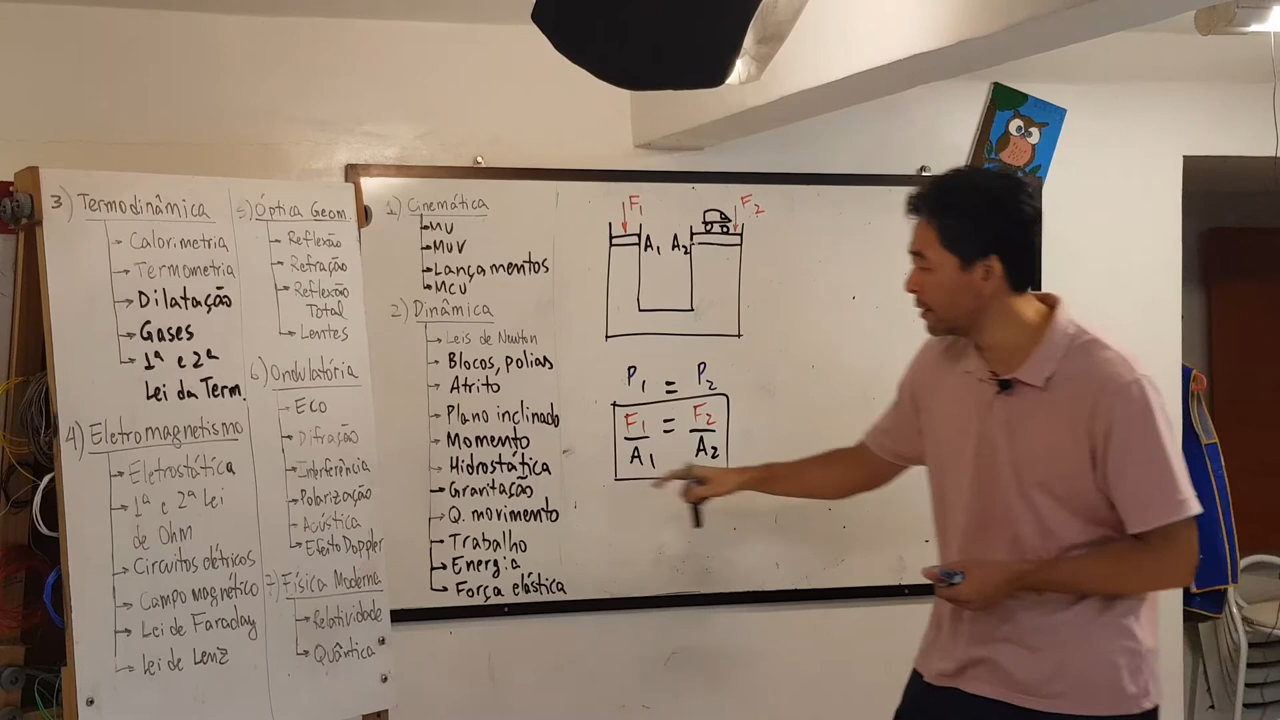 3) Termodinâmica
Calorimetria
Termometria
Dilatação
Gases
1ª e 2ª
Lei da Term.
4) Eletromagnetismo
Eletrostática
1ª e 2ª Lei
de Ohm
Circuitos elétricos
Campo magnético
Lei de Faraday
Lei de Lenz
5) Óptica Geom.
Reflexão
Refração
Reflexão
Total
Lentes
6) Ondulatória
Eco
Difração
Interferência
Polarização
Acústica
Efeito Doppler
7) Física Moderna
Relatividade
Quântica
1) Cinemática
MU
MUV
Lançamentos
MCU
2) Dinâmica
Leis de Newton
Blocos, polias
Atrito
Plano inclinado
Momento
Hidrostática
Gravitação
Q. movimento
Trabalho
Energia
Força elástica
F₁ F₂
A₁ A₂
P₁ = P₂
F₁/A₁ = F₂/A₂